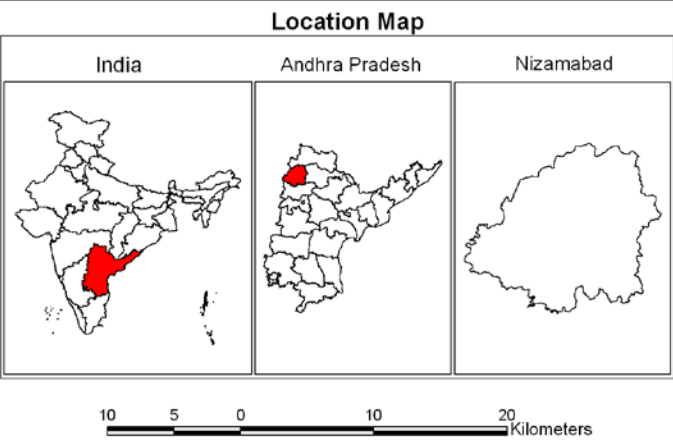 Location Map
India
Andhra Pradesh
Nizamabad
10 5 0 10 20
Kilometers